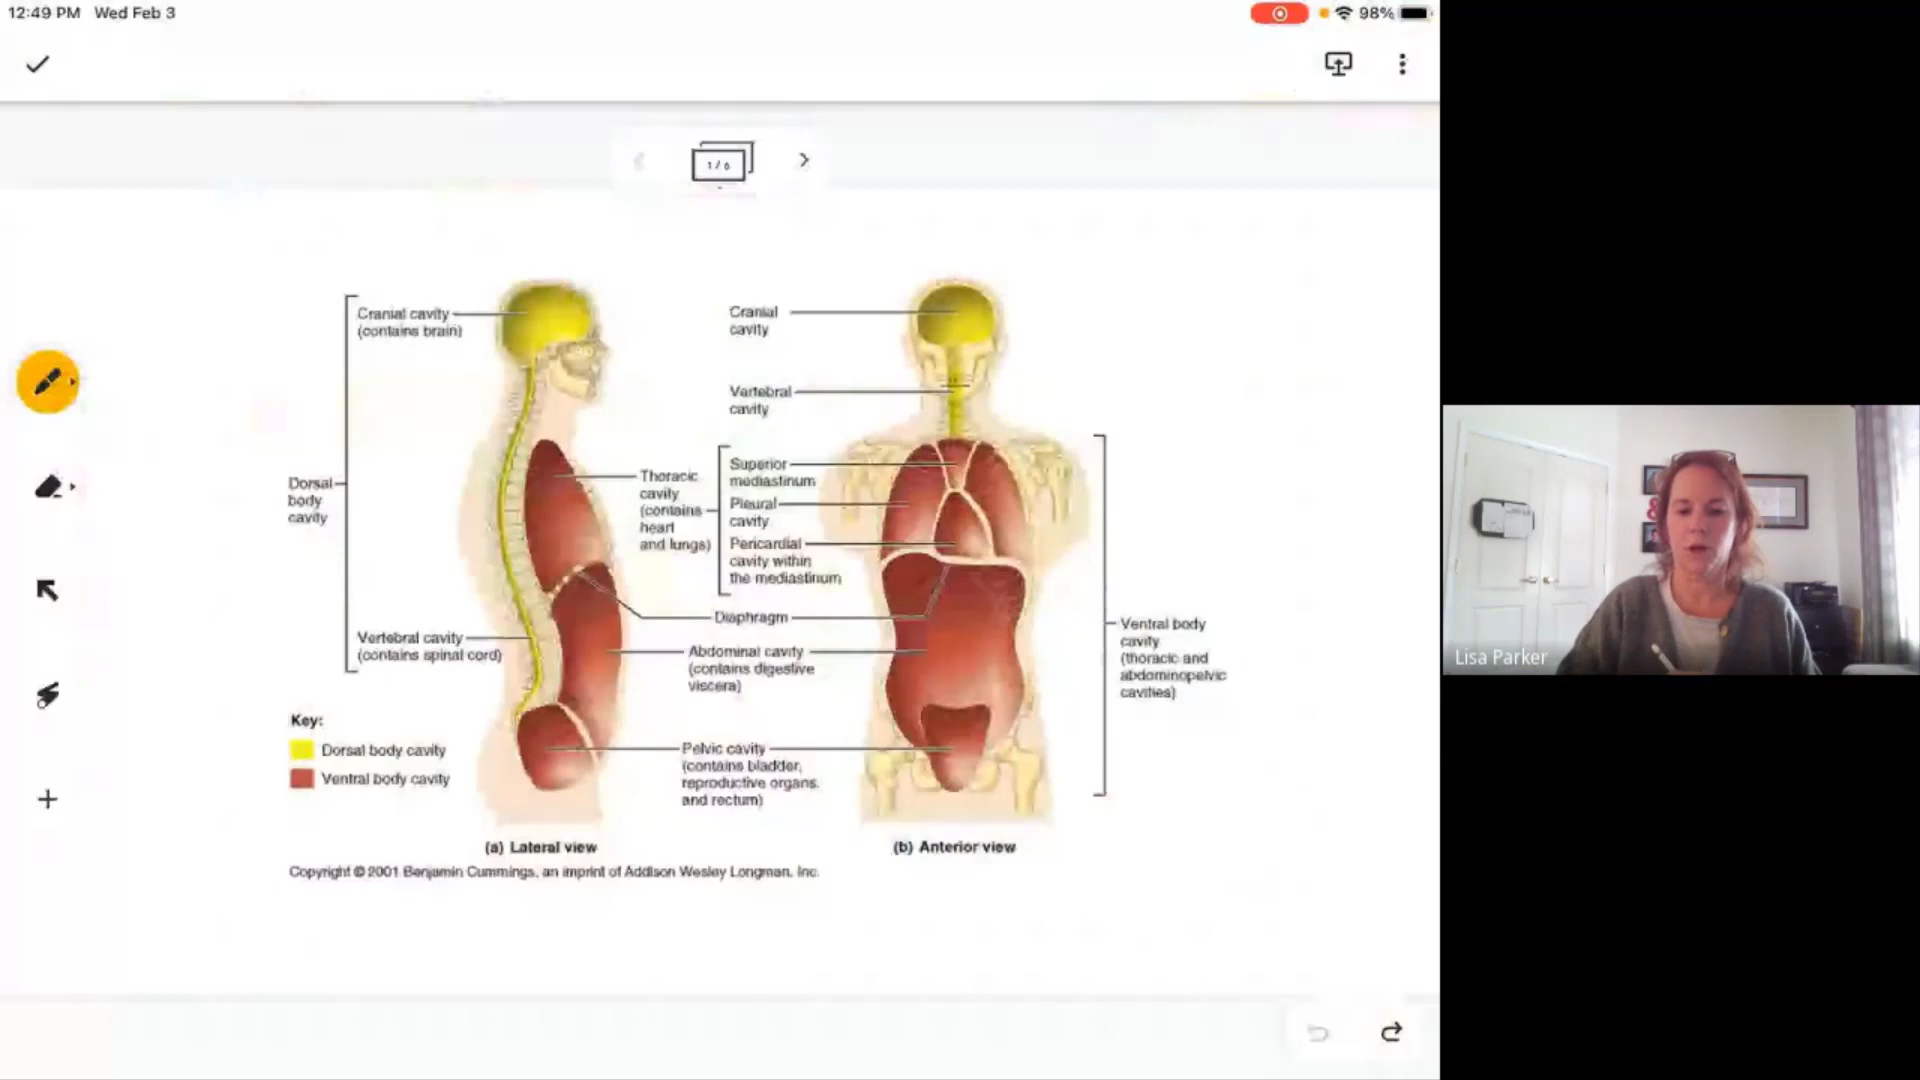 12:49 PM Wed Feb 3
98%
1 / 6
Cranial cavity
(contains brain)
Dorsal
body
cavity
Vertebral cavity
(contains spinal cord)
Key:
Dorsal body cavity
Ventral body cavity
Thoracic
cavity
(contains
heart
and lungs)
Cranial
cavity
Vertebral
cavity
Superior
mediastinum
Pleural
cavity
Pericardial
cavity within
the mediastinum
Diaphragm
Abdominal cavity
(contains digestive
viscera)
Pelvic cavity
(contains bladder,
reproductive organs,
and rectum)
Ventral body
cavity
(thoracic and
abdominopelvic
cavities)
(a) Lateral view
(b) Anterior view
Copyright © 2001 Benjamin Cummings, an imprint of Addison Wesley Longman, Inc.
Lisa Parker